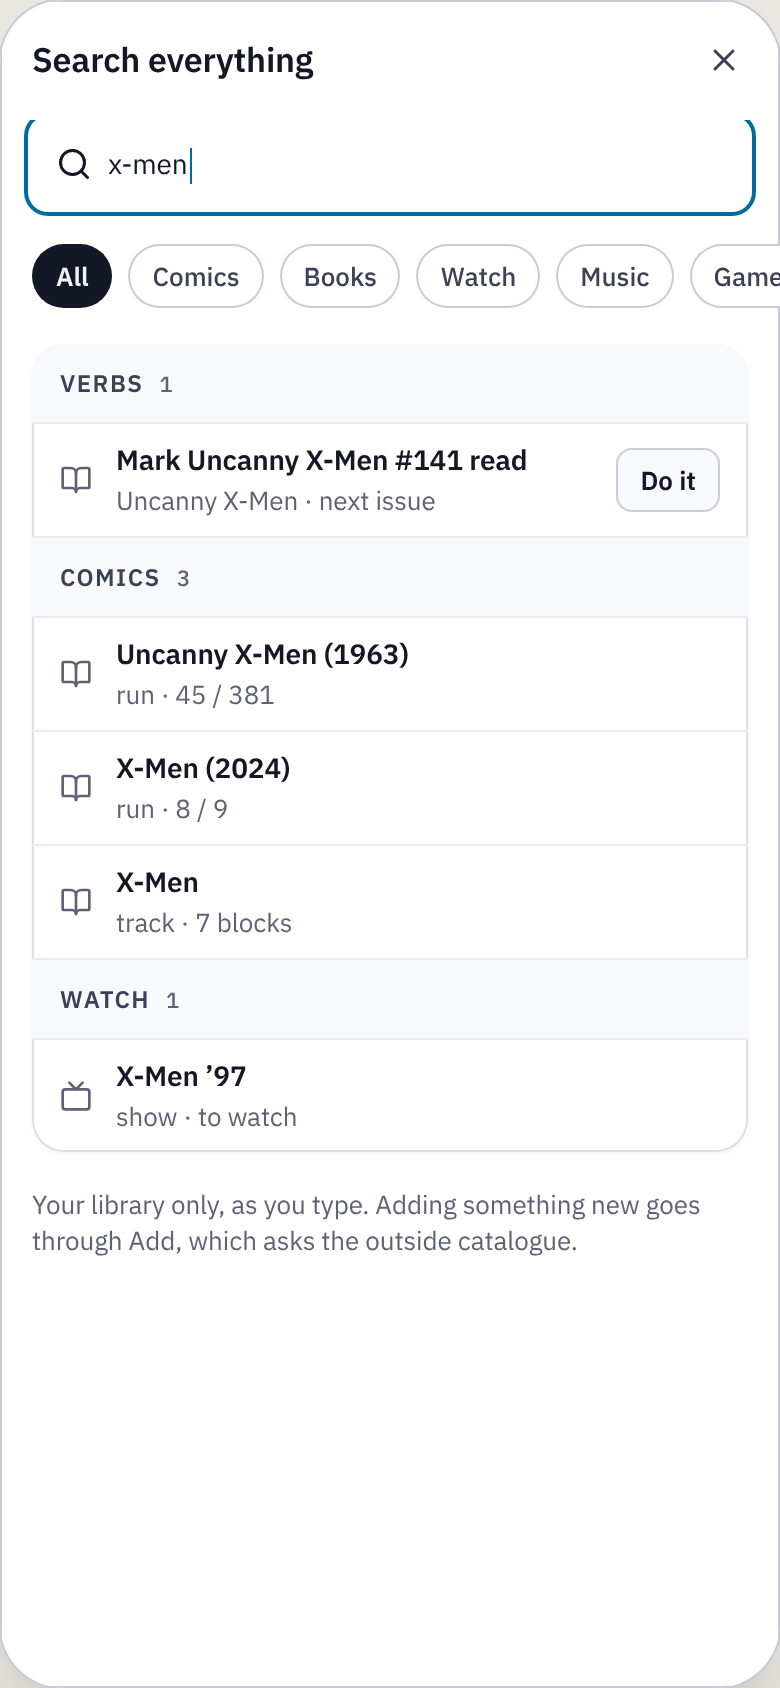 Search everything
x-men
All
Comics
Books
Watch
Music
Game
VERBS 1
Mark Uncanny X-Men #141 read
Uncanny X-Men · next issue
Do it
COMICS 3
Uncanny X-Men (1963)
run · 45 / 381
X-Men (2024)
run · 8 / 9
X-Men
track · 7 blocks
WATCH 1
X-Men ’97
show · to watch
Your library only, as you type. Adding something new goes
through Add, which asks the outside catalogue.